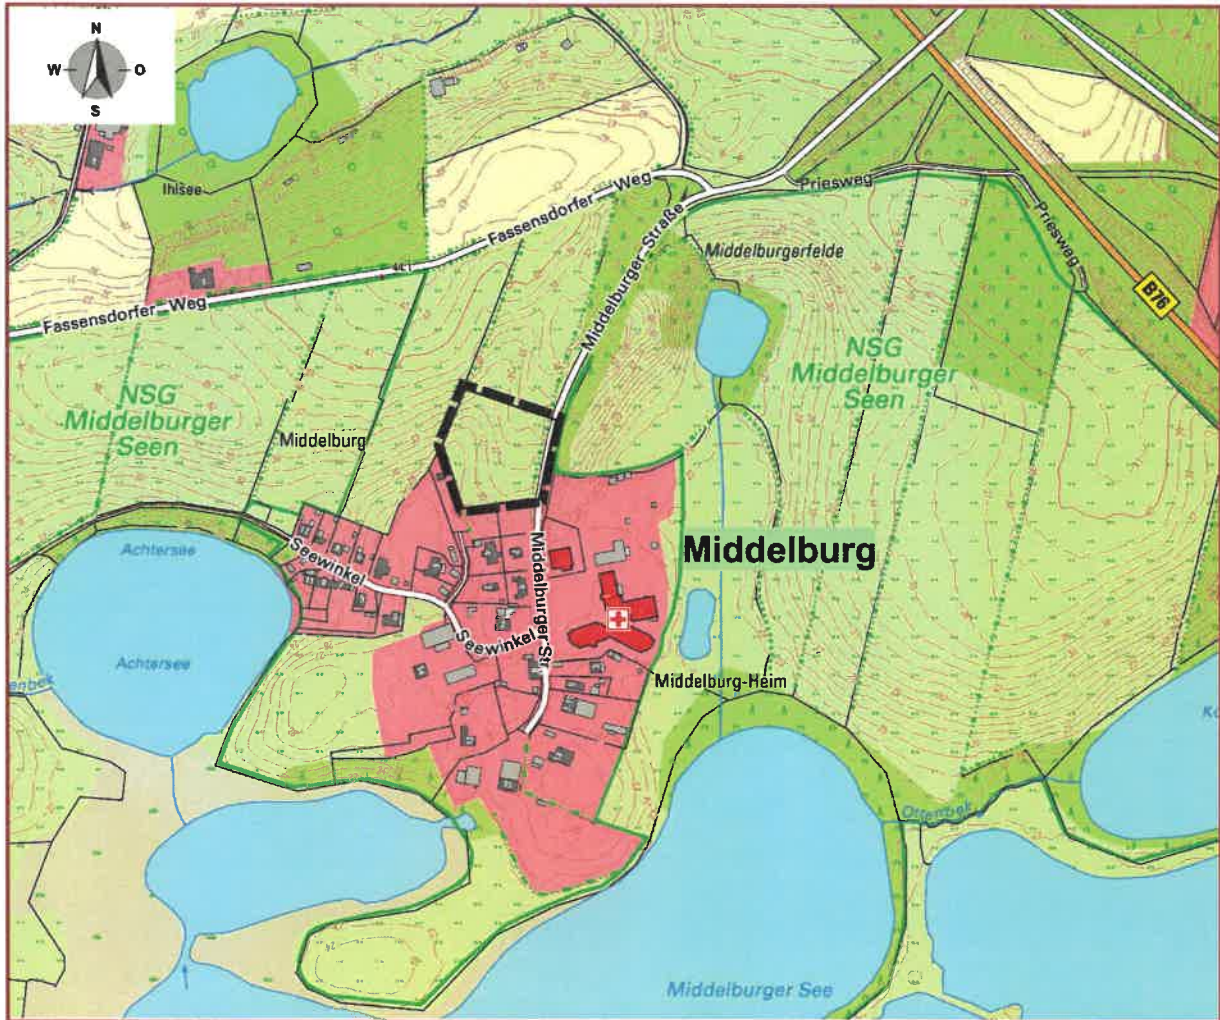 N
W
O
S
Ihlsee
Fassensdorfer Weg
Priesweg
Priesweg
Middelburgerfelde
Fassensdorfer Weg
Middelburger Straße
B76
NSG
Middelburger
Seen
NSG
Middelburger
Seen
Middelburg
Achtersee
Seewinkel
Middelburger Str
Middelburg
Seewinkel
Achtersee
Middelburg-Heim
Ottenbek
Middelburger See